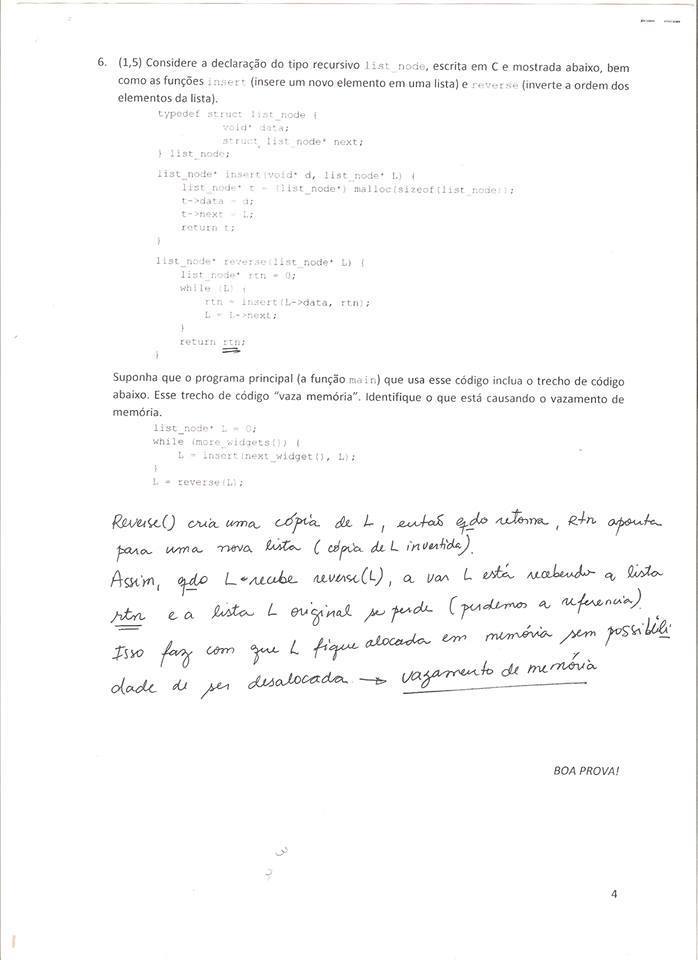 6. (1,5) Considere a declaração do tipo recursivo list_node, escrita em C e mostrada abaixo, bem
como as funções insert (insere um novo elemento em uma lista) e reverse (inverte a ordem dos
elementos da lista).
typedef struct list_node {
void* data;
struct list_node* next;
} list_node;
list_node* insert(void* d, list_node* L) {
list_node* t = (list_node*) malloc(sizeof(list_node));
t->data = d;
t->next = L;
return t;
}
list_node* reverse(list_node* L) {
list_node* rtn = 0;
while (L) {
rtn = insert(L->data, rtn);
L = L->next;
}
return rtn;
}
Suponha que o programa principal (a função main) que usa esse código inclua o trecho de código
abaixo. Esse trecho de código "vaza memória". Identifique o que está causando o vazamento de
memória.
list_node* L = 0;
while (more_widgets()) {
L = insert(next_widget(), L);
}
L = reverse(L);
Reverse() cria uma cópia de L, então qdo retorna, Rtn aponta
para uma nova lista (cópia de L invertida).
Assim, qdo L recebe reverse(L), a var L está recebendo a lista
rtn e a lista L original se perde (perdemos a referencia).
Isso faz com que L fique alocada em memória sem possibili
dade de ser desalocada → vazamento de memória
BOA PROVA!
4